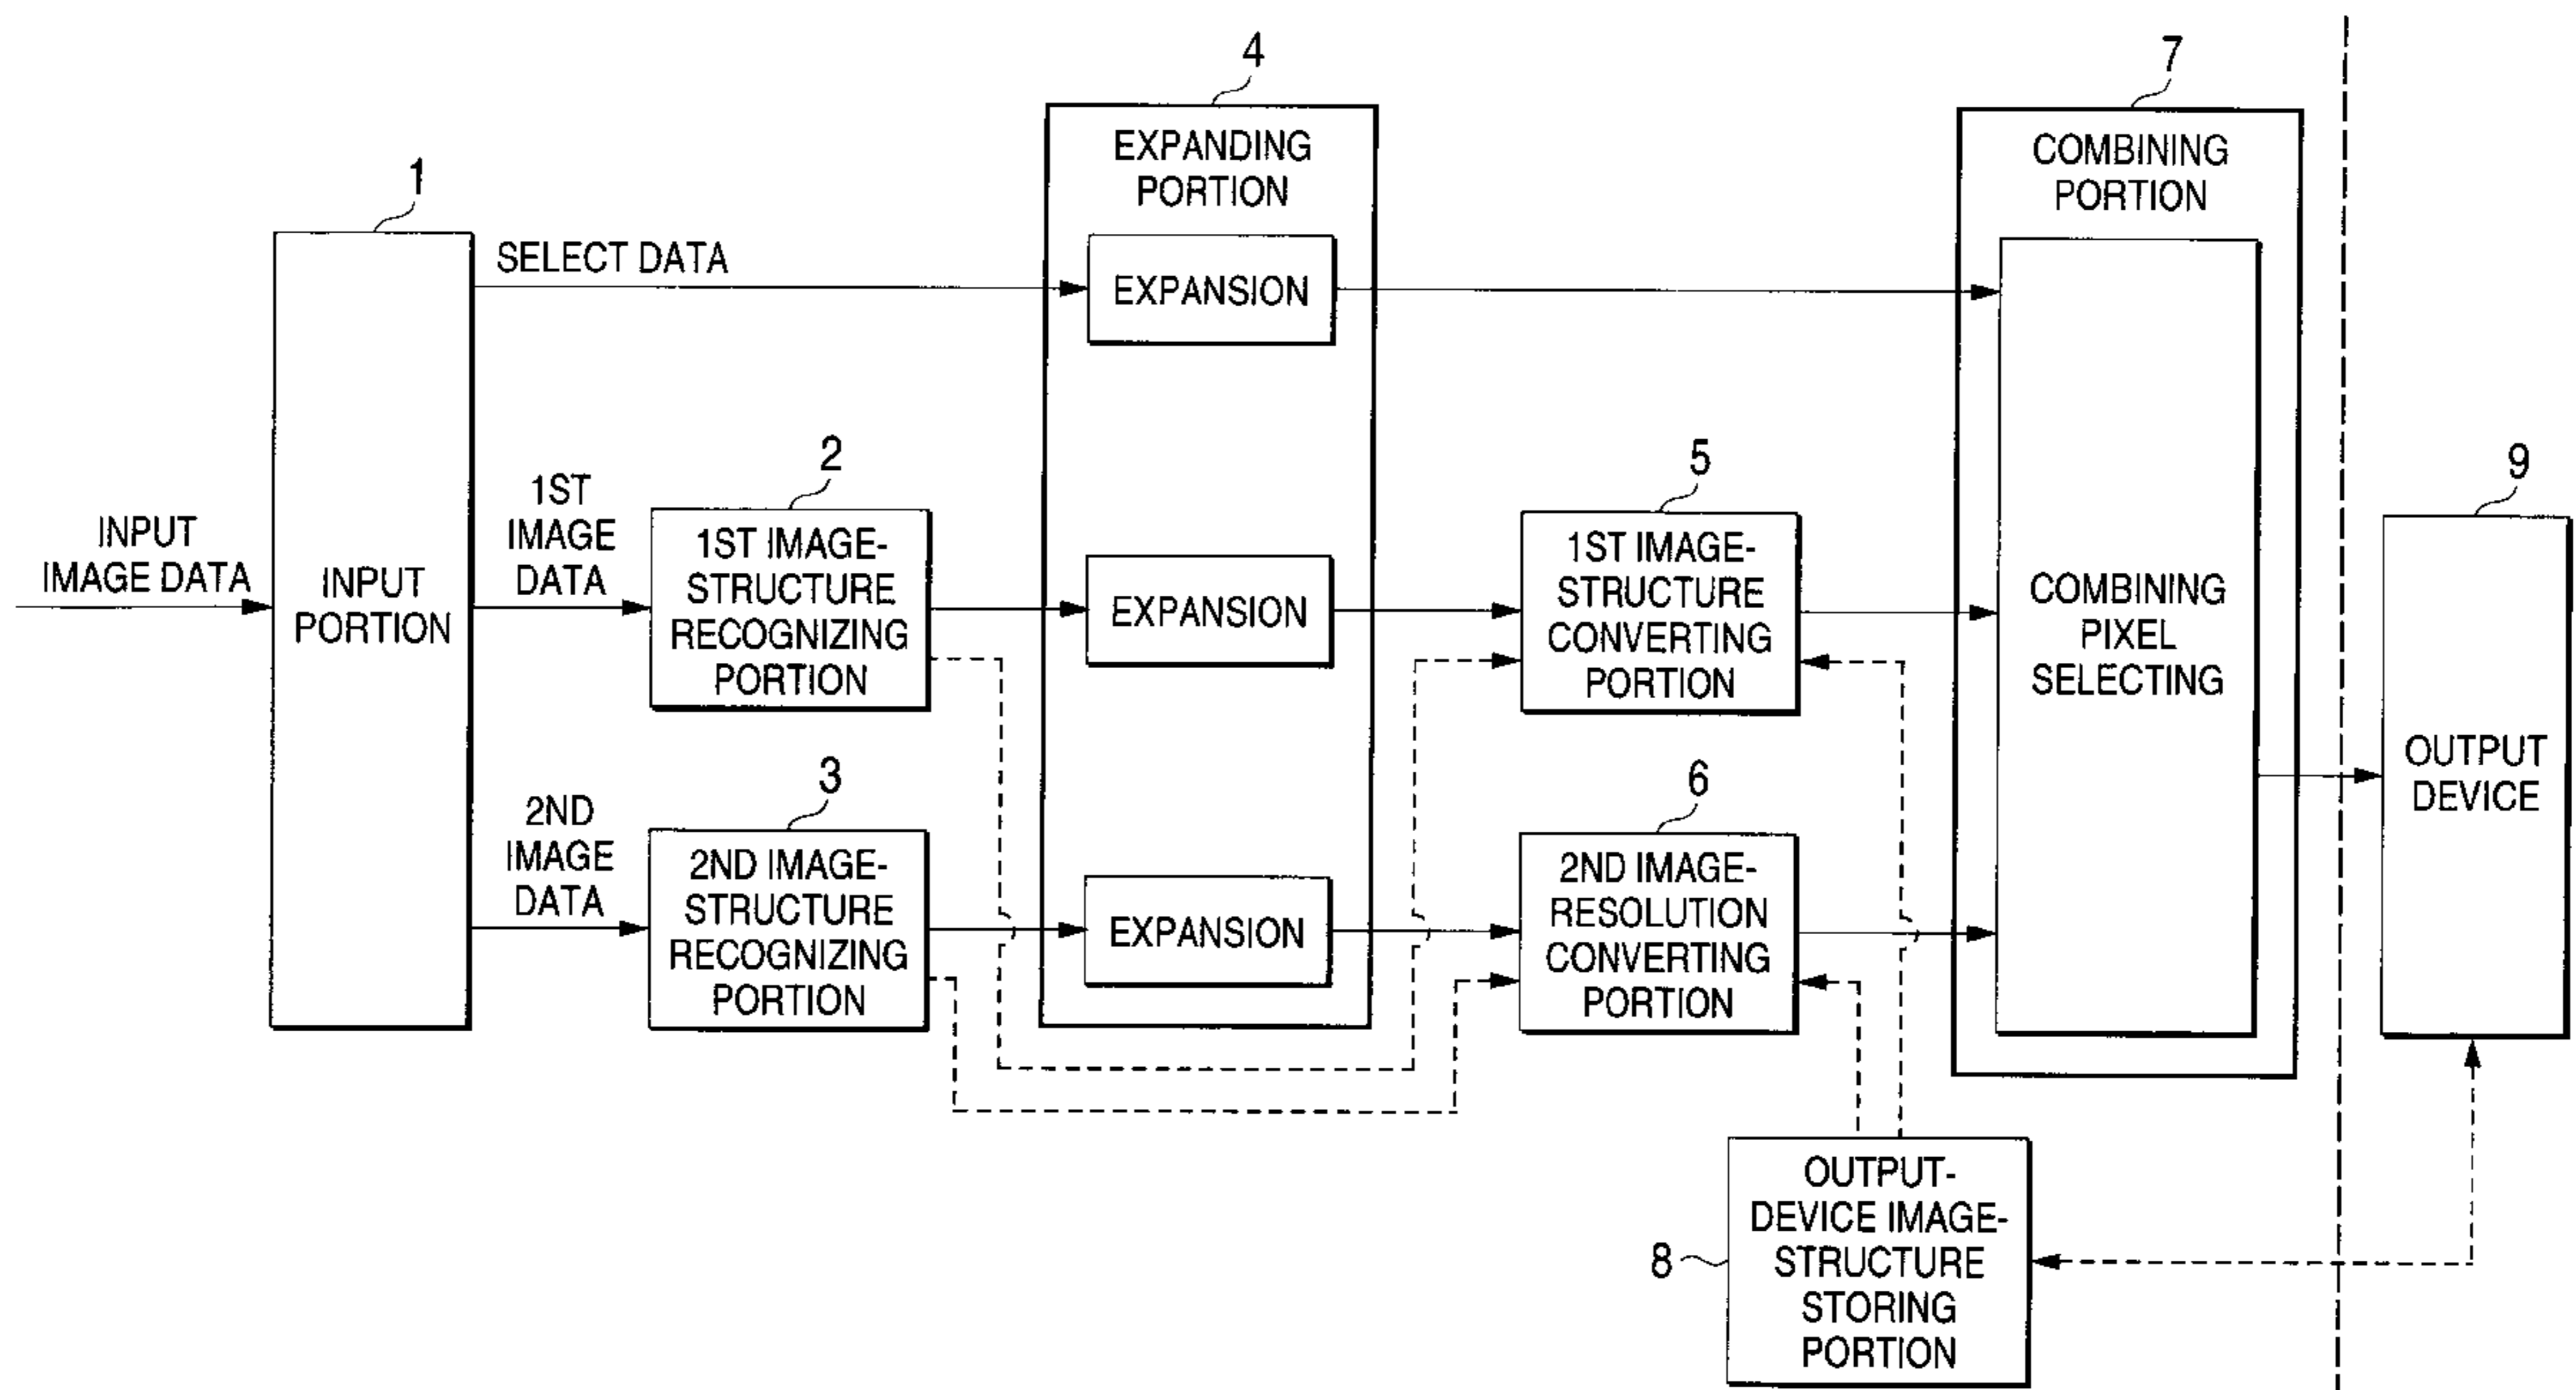 4
7
EXPANDING
PORTION
COMBINING
PORTION
1
SELECT DATA
EXPANSION
2
5
9
1ST
IMAGE
DATA
INPUT
IMAGE DATA
INPUT
PORTION
1ST IMAGE-
STRUCTURE
RECOGNIZING
PORTION
EXPANSION
1ST IMAGE-
STRUCTURE
CONVERTING
PORTION
COMBINING
PIXEL
SELECTING
OUTPUT
DEVICE
3
6
2ND
IMAGE
DATA
2ND IMAGE-
STRUCTURE
RECOGNIZING
PORTION
EXPANSION
2ND IMAGE-
RESOLUTION
CONVERTING
PORTION
8
OUTPUT-
DEVICE IMAGE-
STRUCTURE
STORING
PORTION